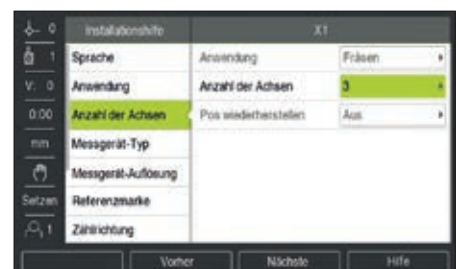 0 Installationshilfe X1
1 Sprache Anwendung Fräsen
V: 0 Anwendung Anzahl der Achsen 3
0:00 Anzahl der Achsen Pos wiederherstellen Aus
mm Messgerät-Typ
Messgerät-Auflösung
Setzen Referenzmarke
1 Zählrichtung
Vorher Nächste Hilfe